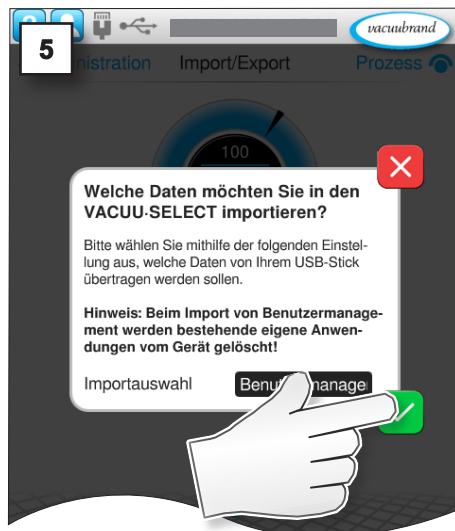 5
vacuubrand
nistration Import/Export Prozess
100
Welche Daten möchten Sie in den
VACUU·SELECT importieren?
Bitte wählen Sie mithilfe der folgenden Einstel-
lung aus, welche Daten von Ihrem USB-Stick
übertragen werden sollen.
Hinweis: Beim Import von Benutzermanage-
ment werden bestehende eigene Anwen-
dungen vom Gerät gelöscht!
Importauswahl